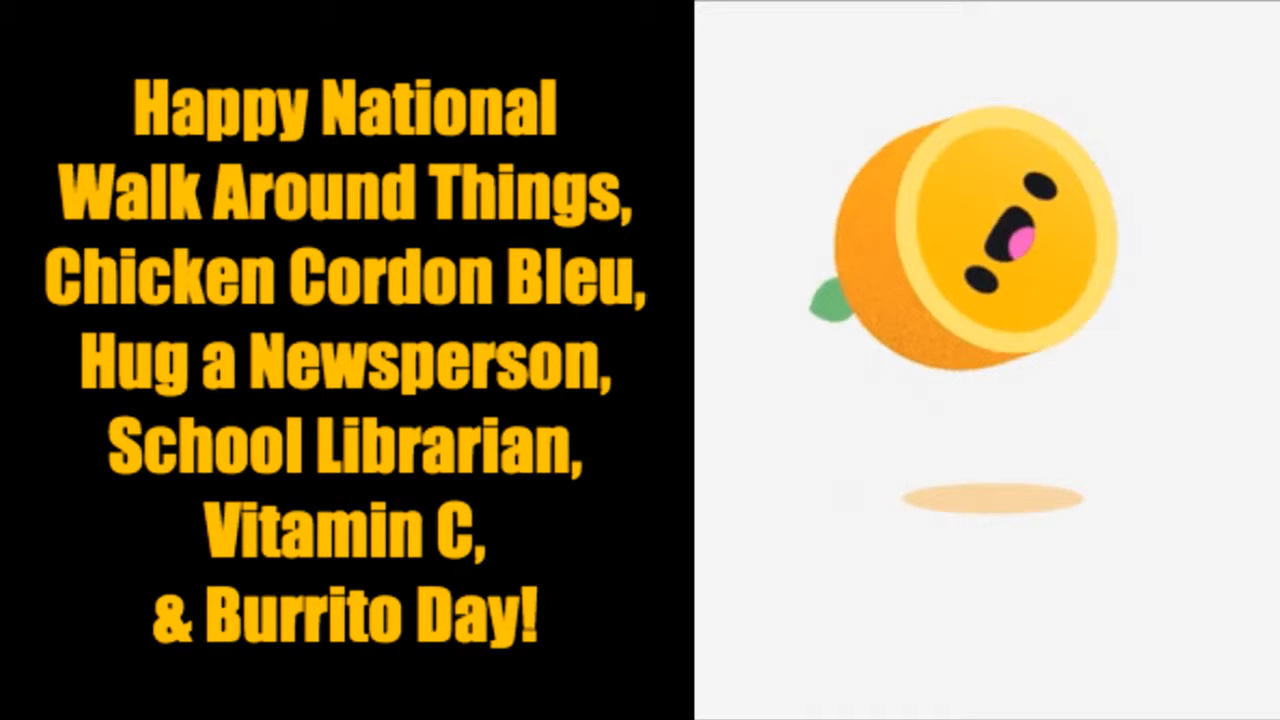 Happy National
Walk Around Things,
Chicken Cordon Bleu,
Hug a Newsperson,
School Librarian,
Vitamin C,
& Burrito Day!